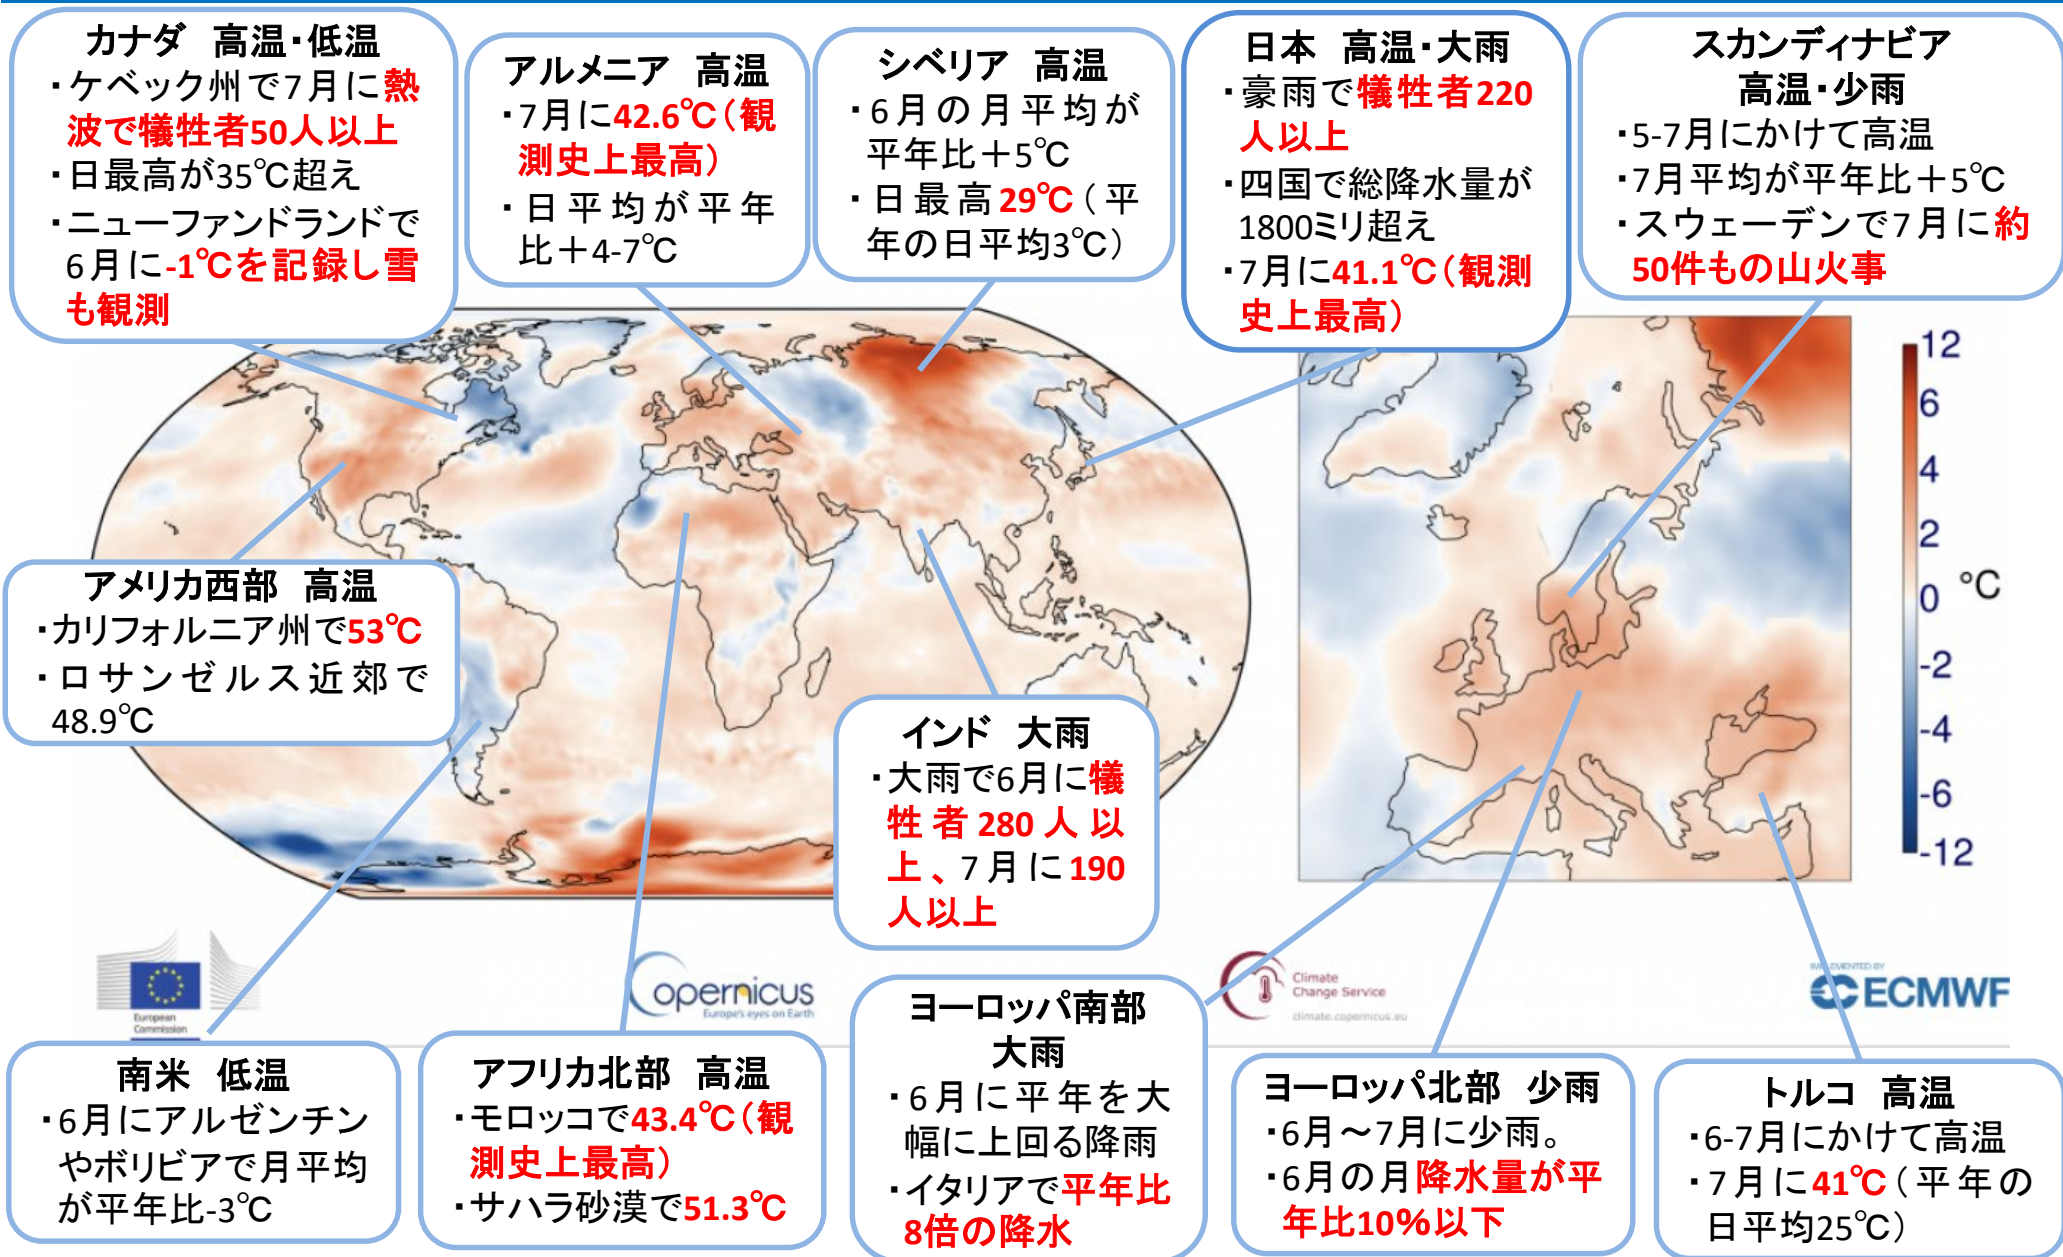 カナダ　高温・低温
・ケベック州で7月に熱
波で犠牲者50人以上
・日最高が35℃超え
・ニューファンドランドで
6月に-1℃を記録し雪
も観測
アルメニア　高温
・7月に42.6℃（観
測史上最高）
・日平均が平年
比＋4-7℃
シベリア　高温
・6月の月平均が
平年比＋5℃
・日最高29℃（平
年の日平均3℃）
日本　高温・大雨
・豪雨で犠牲者220
人以上
・四国で総降水量が
1800ミリ超え
・7月に41.1℃（観測
史上最高）
スカンディナビア
高温・少雨
・5-7月にかけて高温
・7月平均が平年比＋5℃
・スウェーデンで7月に約
50件もの山火事
アメリカ西部　高温
・カリフォルニア州で53℃
・ロサンゼルス近郊で
48.9℃
インド　大雨
・大雨で6月に犠
牲者280人以
上、7月に190
人以上
12
6
4
2
0
-2
-4
-6
-12
℃
European
Commission
opernicus
Europe's eyes on Earth
Climate
Change Service
climate.copernicus.eu
IMPLEMENTED BY
ECMWF
南米　低温
・6月にアルゼンチン
やボリビアで月平均
が平年比-3℃
アフリカ北部　高温
・モロッコで43.4℃（観
測史上最高）
・サハラ砂漠で51.3℃
ヨーロッパ南部
大雨
・6月に平年を大
幅に上回る降雨
・イタリアで平年比
8倍の降水
ヨーロッパ北部　少雨
・6月～7月に少雨。
・6月の月降水量が平
年比10％以下
トルコ　高温
・6-7月にかけて高温
・7月に41℃（平年の
日平均25℃）